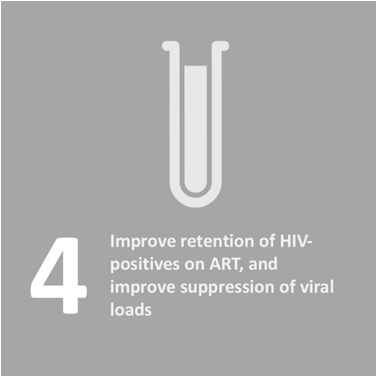 4
Improve retention of HIV-
positives on ART, and
improve suppression of viral
loads